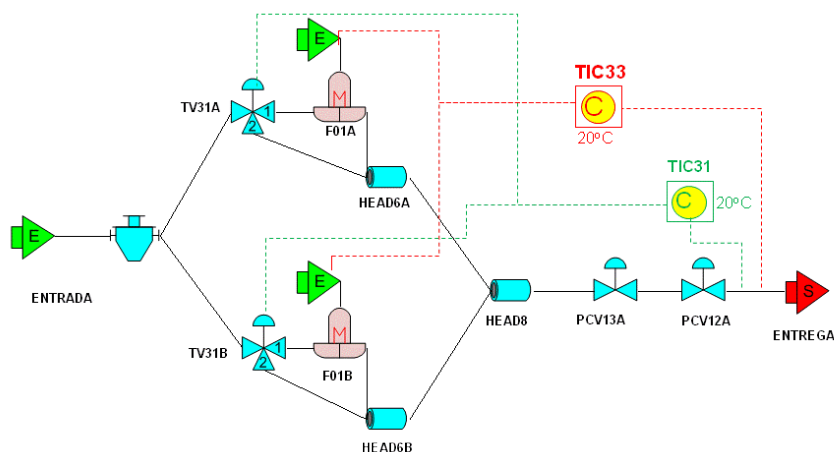 E
TIC33
TV31A
1
M
C
2
F01A
20ºC
TIC31
C
20ºC
HEAD6A
E
E
ENTRADA
M
S
HEAD8
PCV13A
PCV12A
ENTREGA
1
TV31B
2
F01B
HEAD6B